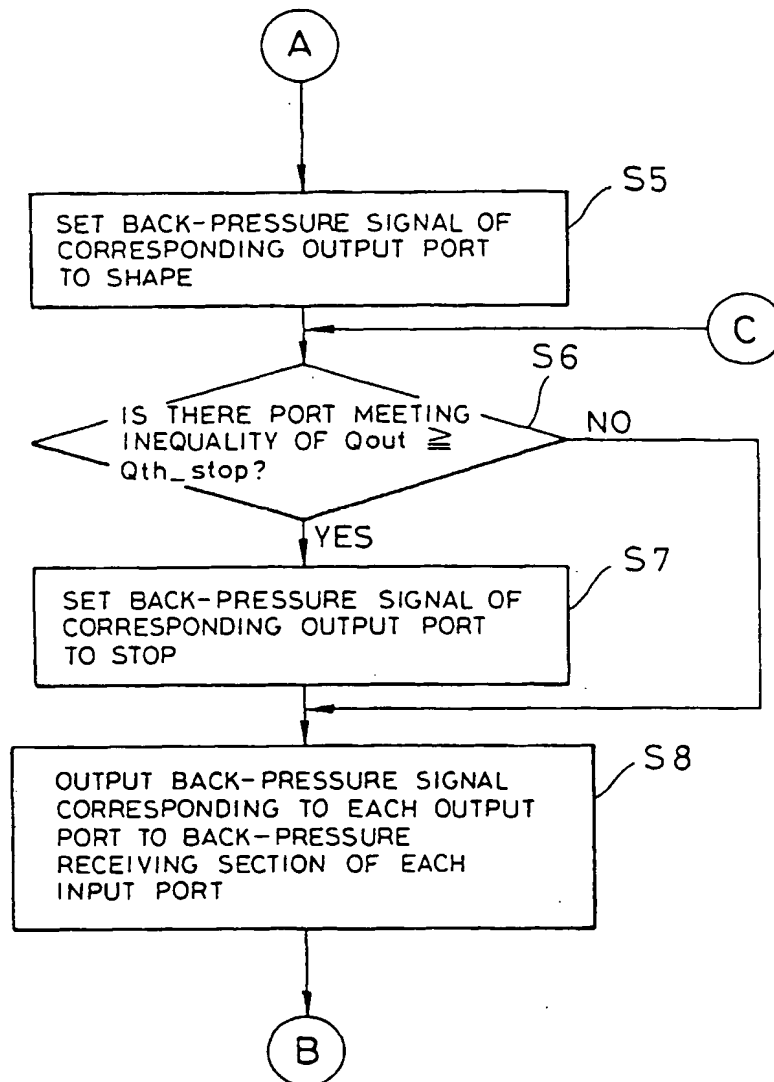 A
S5
SET BACK-PRESSURE SIGNAL OF
CORRESPONDING OUTPUT PORT
TO SHAPE
C
S6
IS THERE PORT MEETING
INEQUALITY OF Qout ≧
Qth_stop?
NO
YES
S7
SET BACK-PRESSURE SIGNAL OF
CORRESPONDING OUTPUT PORT
TO STOP
S8
OUTPUT BACK-PRESSURE SIGNAL
CORRESPONDING TO EACH OUTPUT
PORT TO BACK-PRESSURE
RECEIVING SECTION OF EACH
INPUT PORT
B